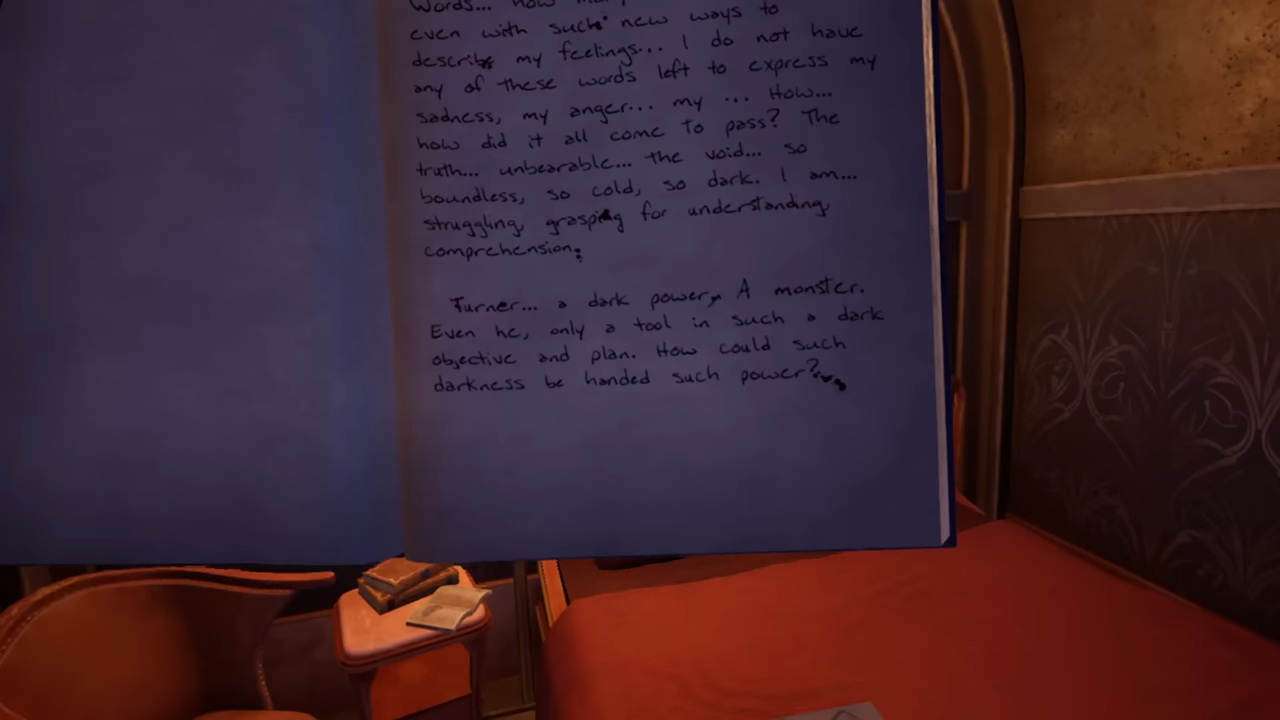 Words... how
even with such new ways to
describe my feelings... I do not have
any of these words left to express my
sadness, my anger... my ... How...
how did it all come to pass? The
truth... unbearable... the void... so
boundless, so cold, so dark. I am...
struggling, grasping for understanding,
comprehension.
Turner... a dark power. A monster.
Even he, only a tool in such a dark
objective and plan. How could such
darkness be handed such power?